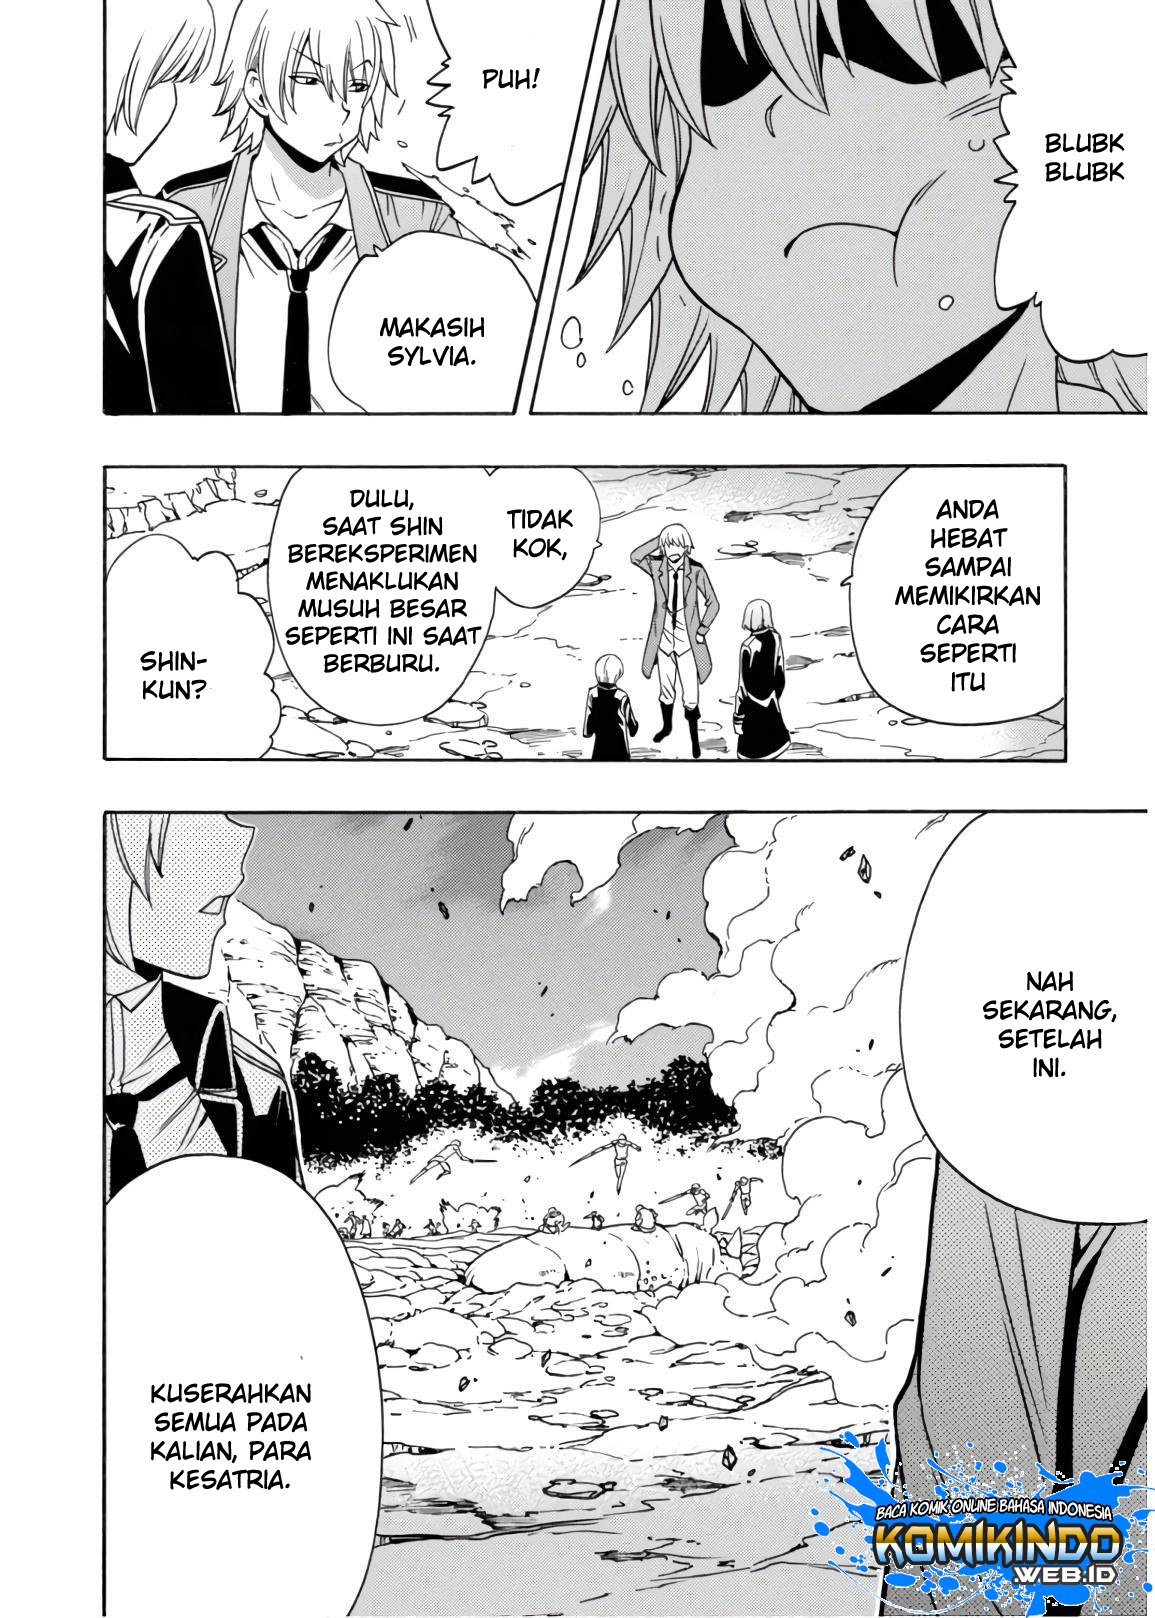 BLUBK
BLUBK
PUH!
MAKASIH
SYLVIA.
ANDA
HEBAT
SAMPAI
MEMIKIRKAN
CARA
SEPERTI
ITU
TIDAK
KOK,
DULU,
SAAT SHIN
BEREKSPERIMEN
MENAKLUKAN
MUSUH BESAR
SEPERTI INI SAAT
BERBURU.
SHIN-
KUN?
NAH
SEKARANG,
SETELAH
INI.
KUSERAHKAN
SEMUA PADA
KALIAN, PARA
KESATRIA.
BACA KOMIK ONLINE BAHASA INDONESIA
KOMIKINDO
.WEB.ID